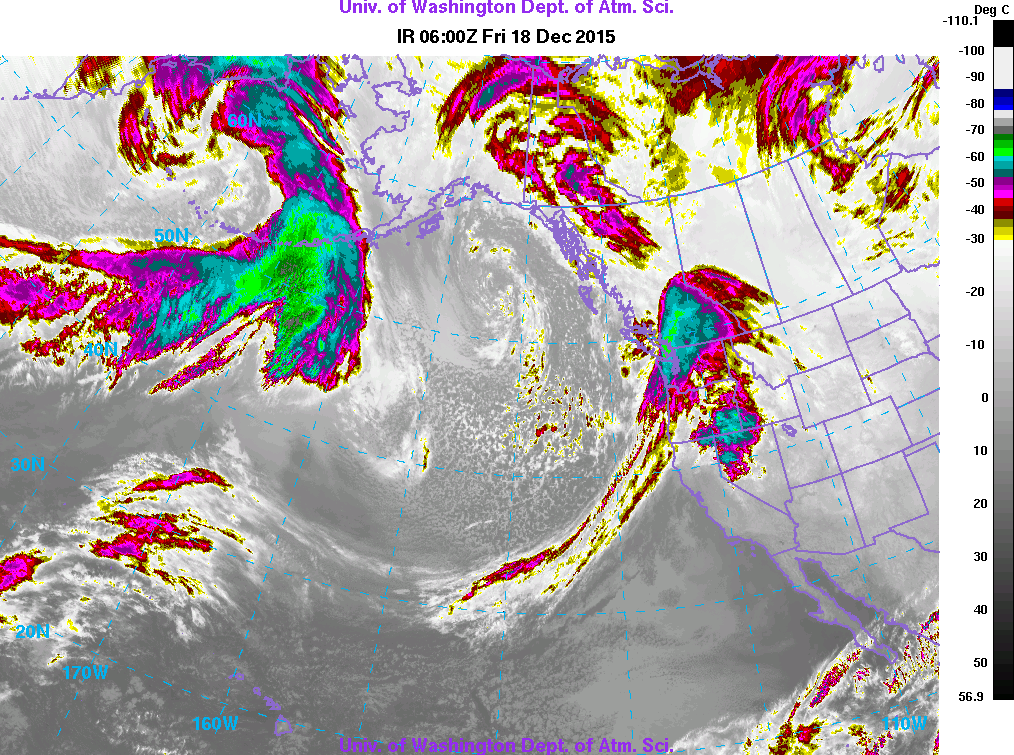 Univ. of Washington Dept. of Atm. Sci.
Deg C
-110.1
IR 06:00Z Fri 18 Dec 2015
-100
-90
-80
-70
60N
-60
-50
-40
50N
-30
-20
40N
-10
0
10
30N
20
30
40
20N
50
170W
56.9
160W
110W
Univ. of Washington Dept. of Atm. Sci.